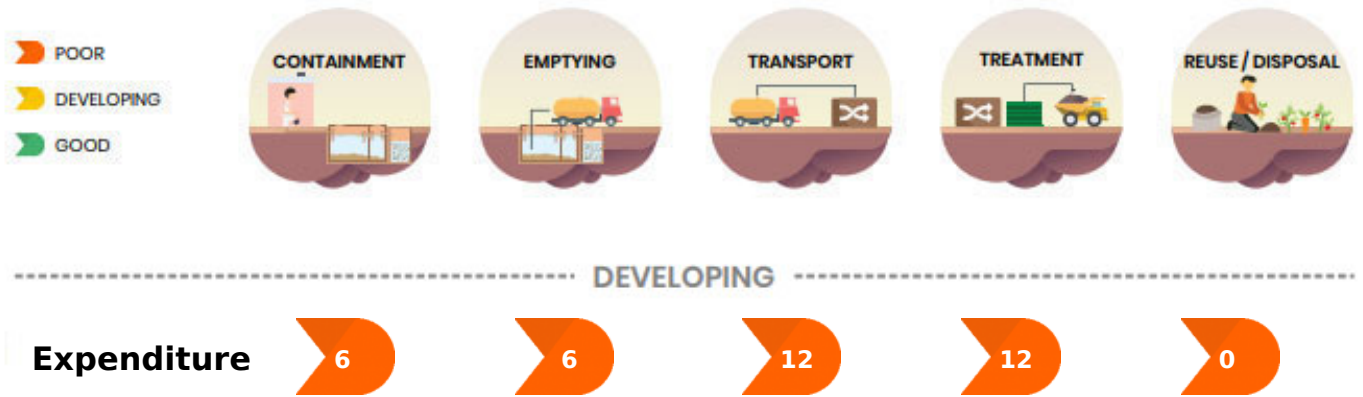 POOR
DEVELOPING
GOOD
CONTAINMENT
EMPTYING
TRANSPORT
TREATMENT
REUSE / DISPOSAL
DEVELOPING
Expenditure 6 6 12 12 0